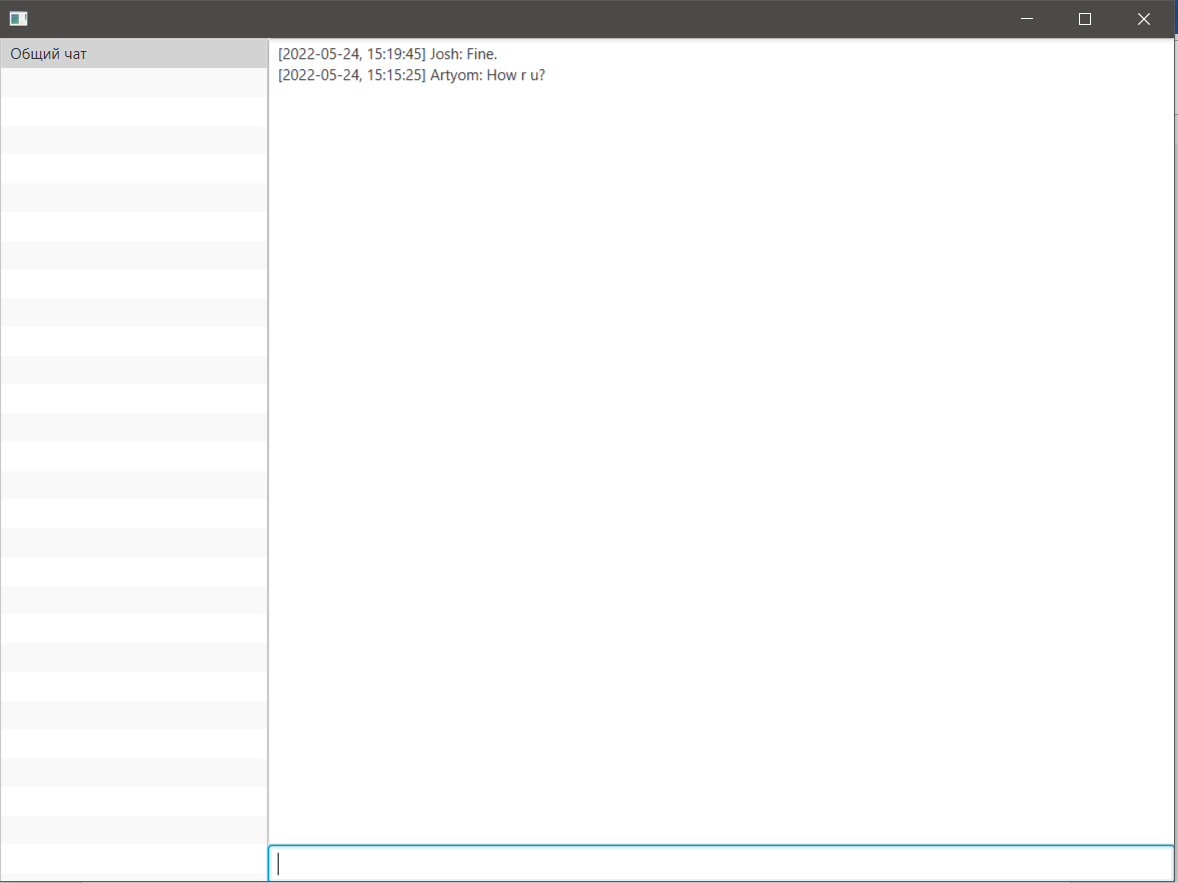 Общий чат
[2022-05-24, 15:19:45] Josh: Fine.
[2022-05-24, 15:15:25] Artyom: How r u?